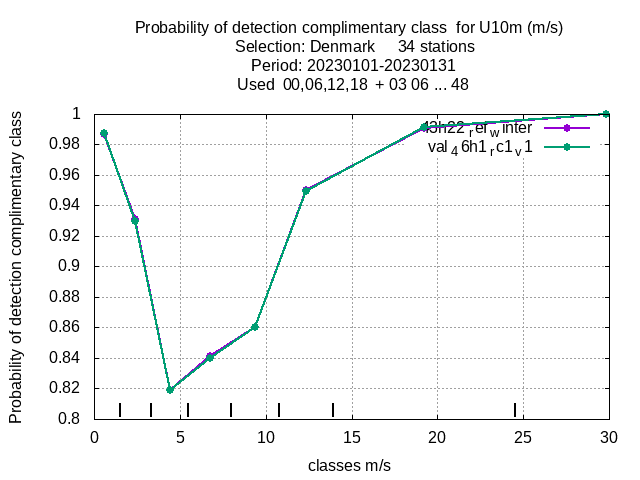 Probability of detection complimentary class for U10m (m/s)
Selection: Denmark 34 stations
Period: 20230101-20230131
Used 00,06,12,18 + 03 06 ... 48
Probability of detection complimentary class
1
0.98
0.96
0.94
0.92
0.9
0.88
0.86
0.84
0.82
0.8
winter
val46h1rc1v1
0 5 10 15 20 25 30
classes m/s